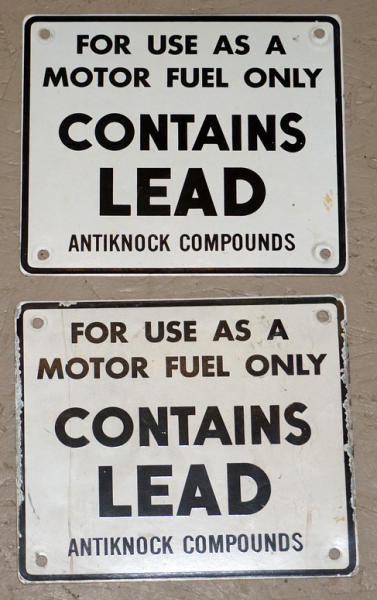 FOR USE AS A
MOTOR FUEL ONLY
CONTAINS
LEAD
ANTIKNOCK COMPOUNDS
FOR USE AS A
MOTOR FUEL ONLY
CONTAINS
LEAD
ANTIKNOCK COMPOUNDS